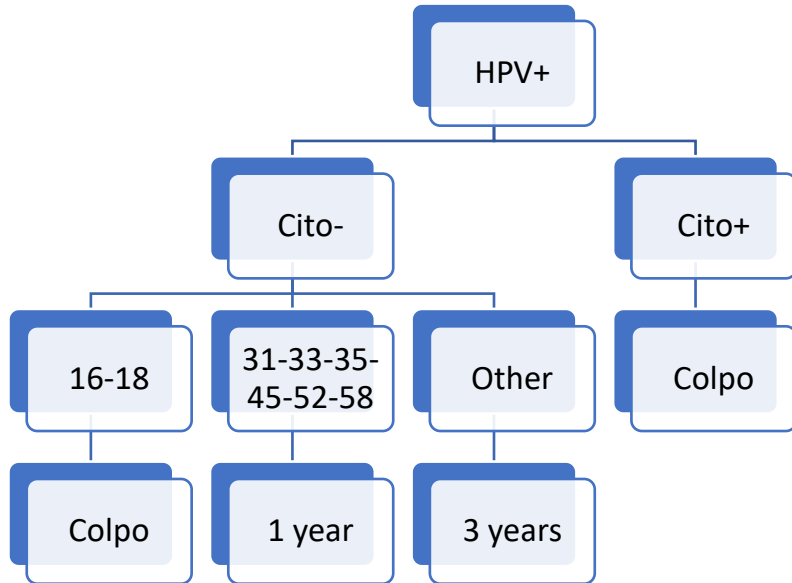 HPV+
Cito-
Cito+
16-18
31-33-35-
45-52-58
Other
Colpo
Colpo
1 year
3 years